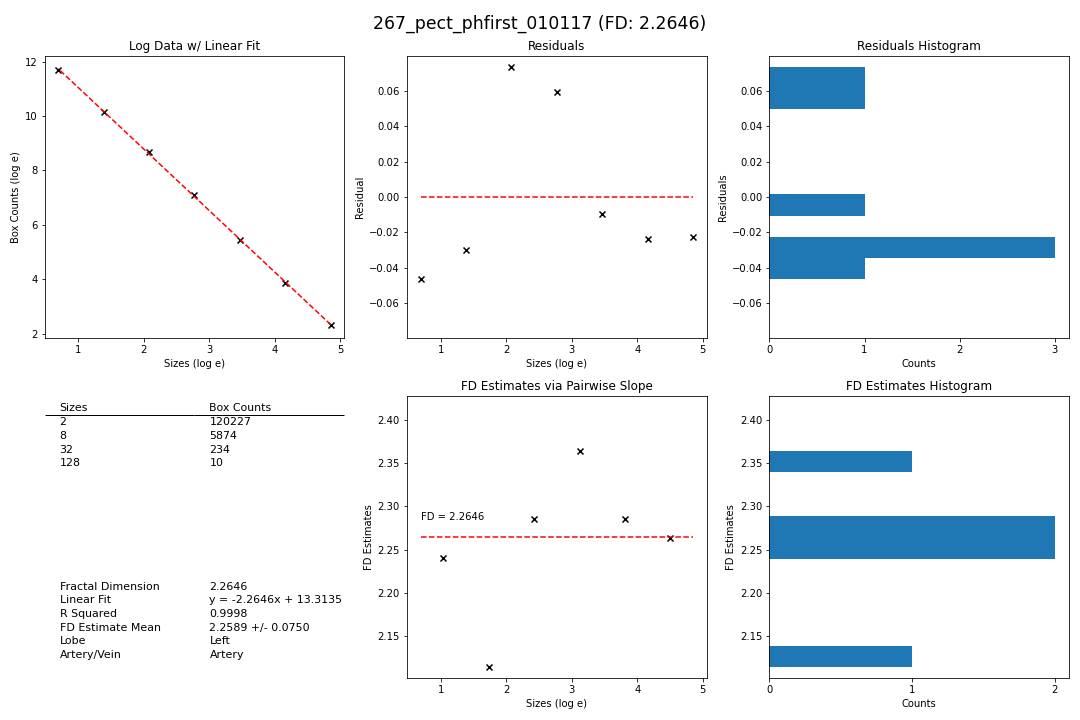 267_pect_phfirst_010117 (FD: 2.2646)
Log Data w/ Linear Fit
12
10
8
6
4
2
Box Counts (log e)
1 2 3 4 5
Sizes (log e)
Residuals
0.06
0.04
0.02
0.00
−0.02
−0.04
−0.06
Residual
1 2 3 4 5
Sizes (log e)
Residuals Histogram
0.06
0.04
0.02
0.00
−0.02
−0.04
−0.06
Residuals
0 1 2 3
Counts
Sizes Box Counts
2 120227
8 5874
32 234
128 10
Fractal Dimension 2.2646
Linear Fit y = -2.2646x + 13.3135
R Squared 0.9998
FD Estimate Mean 2.2589 +/- 0.0750
Lobe Left
Artery/Vein Artery
FD Estimates via Pairwise Slope
2.40
2.35
2.30
2.25
2.20
2.15
FD Estimates
FD = 2.2646
1 2 3 4 5
Sizes (log e)
FD Estimates Histogram
2.40
2.35
2.30
2.25
2.20
2.15
FD Estimates
0 1 2
Counts